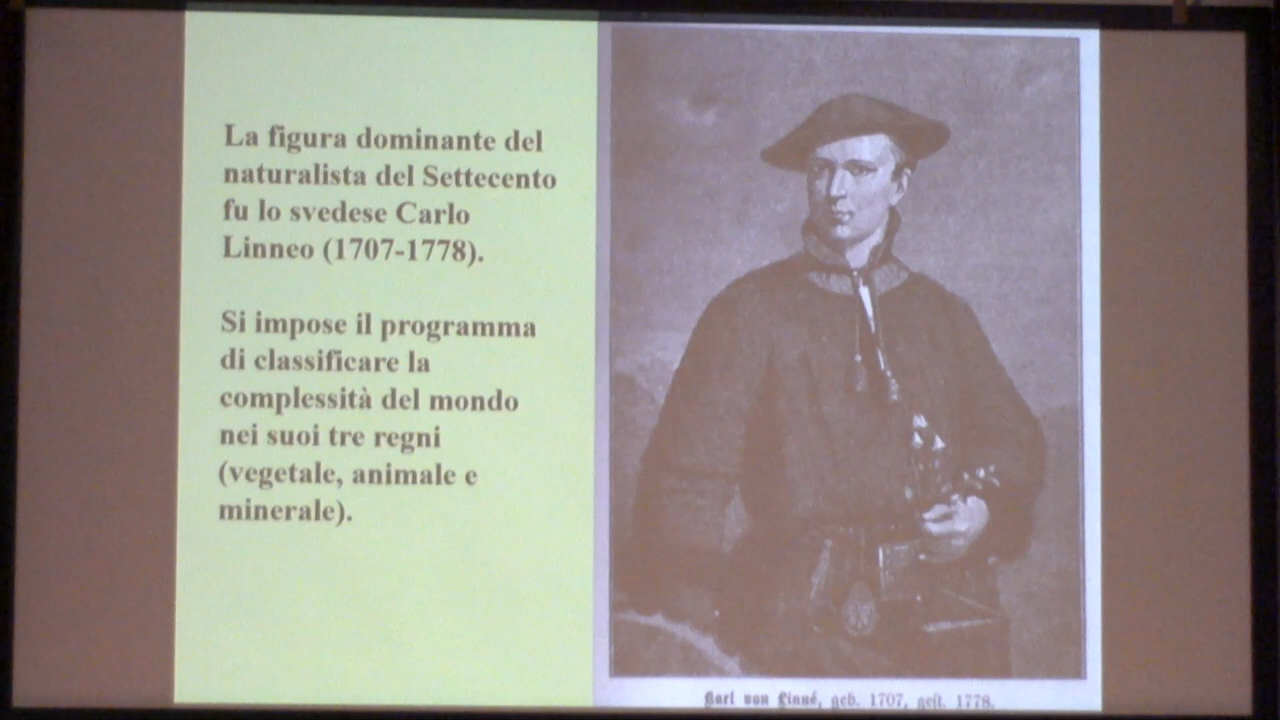 La figura dominante del
naturalista del Settecento
fu lo svedese Carlo
Linneo (1707-1778).
Si impose il programma
di classificare la
complessità del mondo
nei suoi tre regni
(vegetale, animale e
minerale).
Karl von Linné, geb. 1707, gest. 1778.